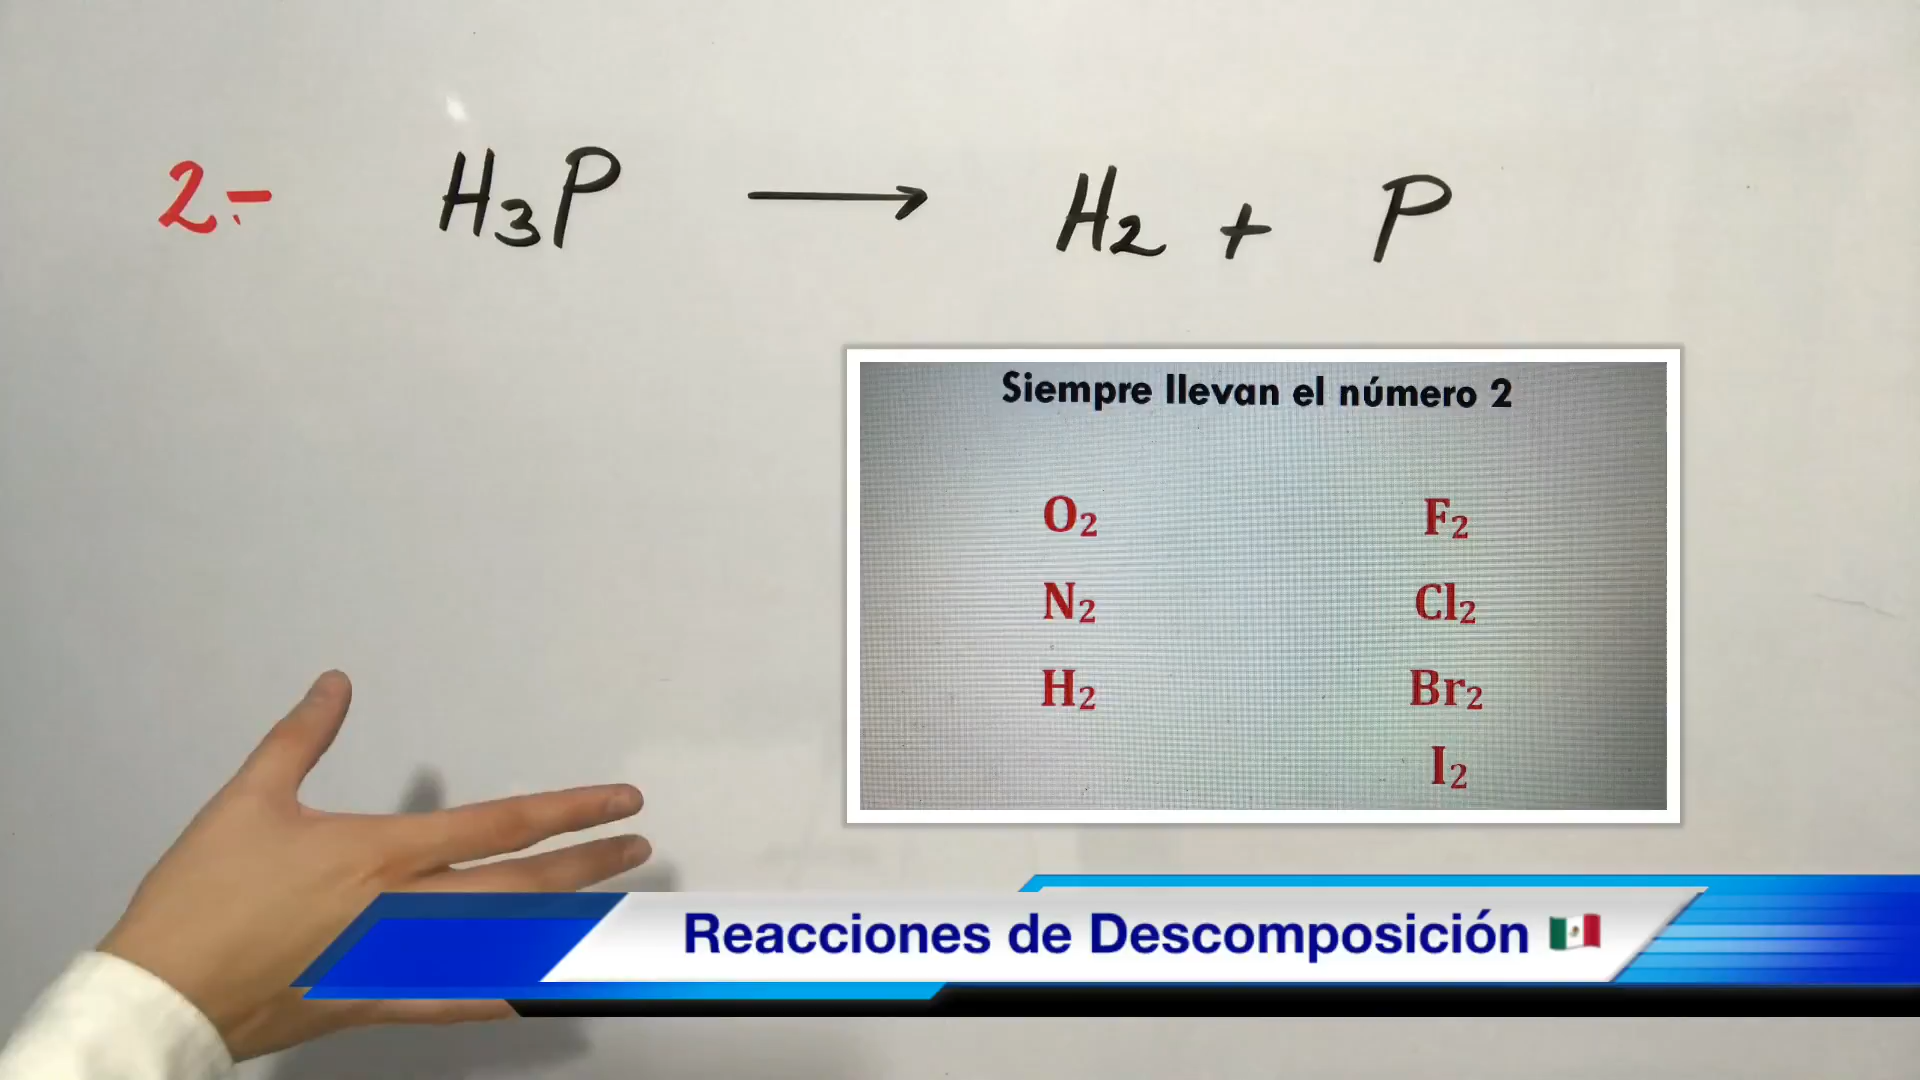 2.- H₃P ⟶ H₂ + P
Siempre llevan el número 2
O₂ F₂
N₂ Cl₂
H₂ Br₂
I₂
Reacciones de Descomposición 🇲🇽